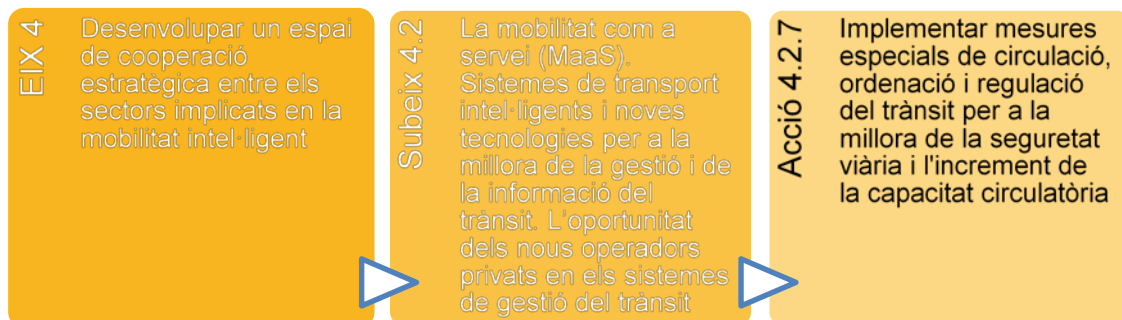 EIX 4
Desenvolupar un espai
de cooperació
estratègica entre els
sectors implicats en la
mobilitat intel·ligent
Subeix 4.2
La mobilitat com a
servei (MaaS).
Sistemes de transport
intel·ligents i noves
tecnologies per a la
millora de la gestió i de
la informació del
trànsit. L'oportunitat
dels nous operadors
privats en els sistemes
de gestió del trànsit
Acció 4.2.7
Implementar mesures
especials de circulació,
ordenació i regulació
del trànsit per a la
millora de la seguretat
viària i l'increment de
la capacitat circulatòria